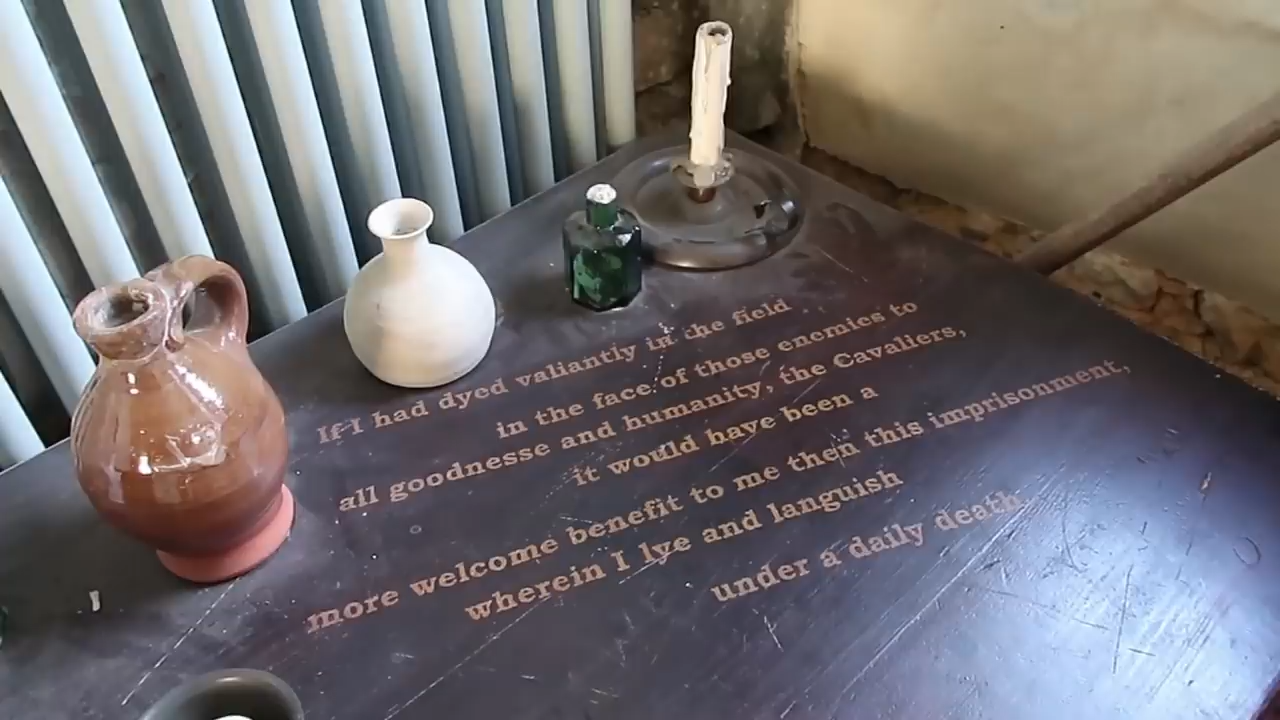 If I had dyed valiantly in the field
in the face of those enemies to
all goodnesse and humanity, the Cavaliers,
it would have been a
more welcome benefit to me then this imprisonment,
wherein I lye and languish
under a daily death.